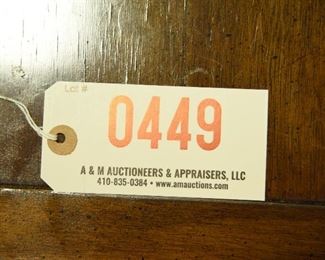 Lot #
0449
A & M AUCTIONEERS & APPRAISERS, LLC
410-835-0384 • www.amauctions.com